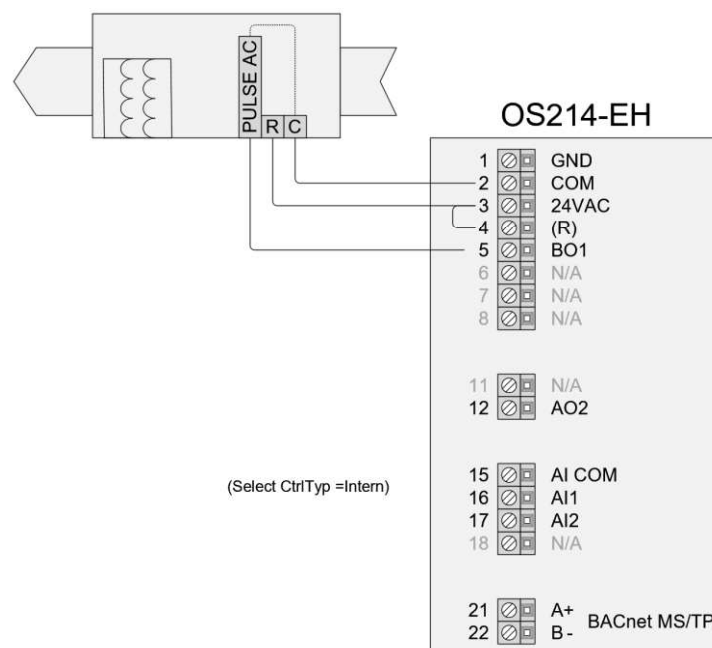 PULSE AC
R C
OS214-EH
1 GND
2 COM
3 24VAC
4 (R)
5 BO1
6 N/A
7 N/A
8 N/A
11 N/A
12 AO2
(Select CtrlTyp =Intern)
15 AI COM
16 AI1
17 AI2
18 N/A
21 A+
22 B -
BACnet MS/TP